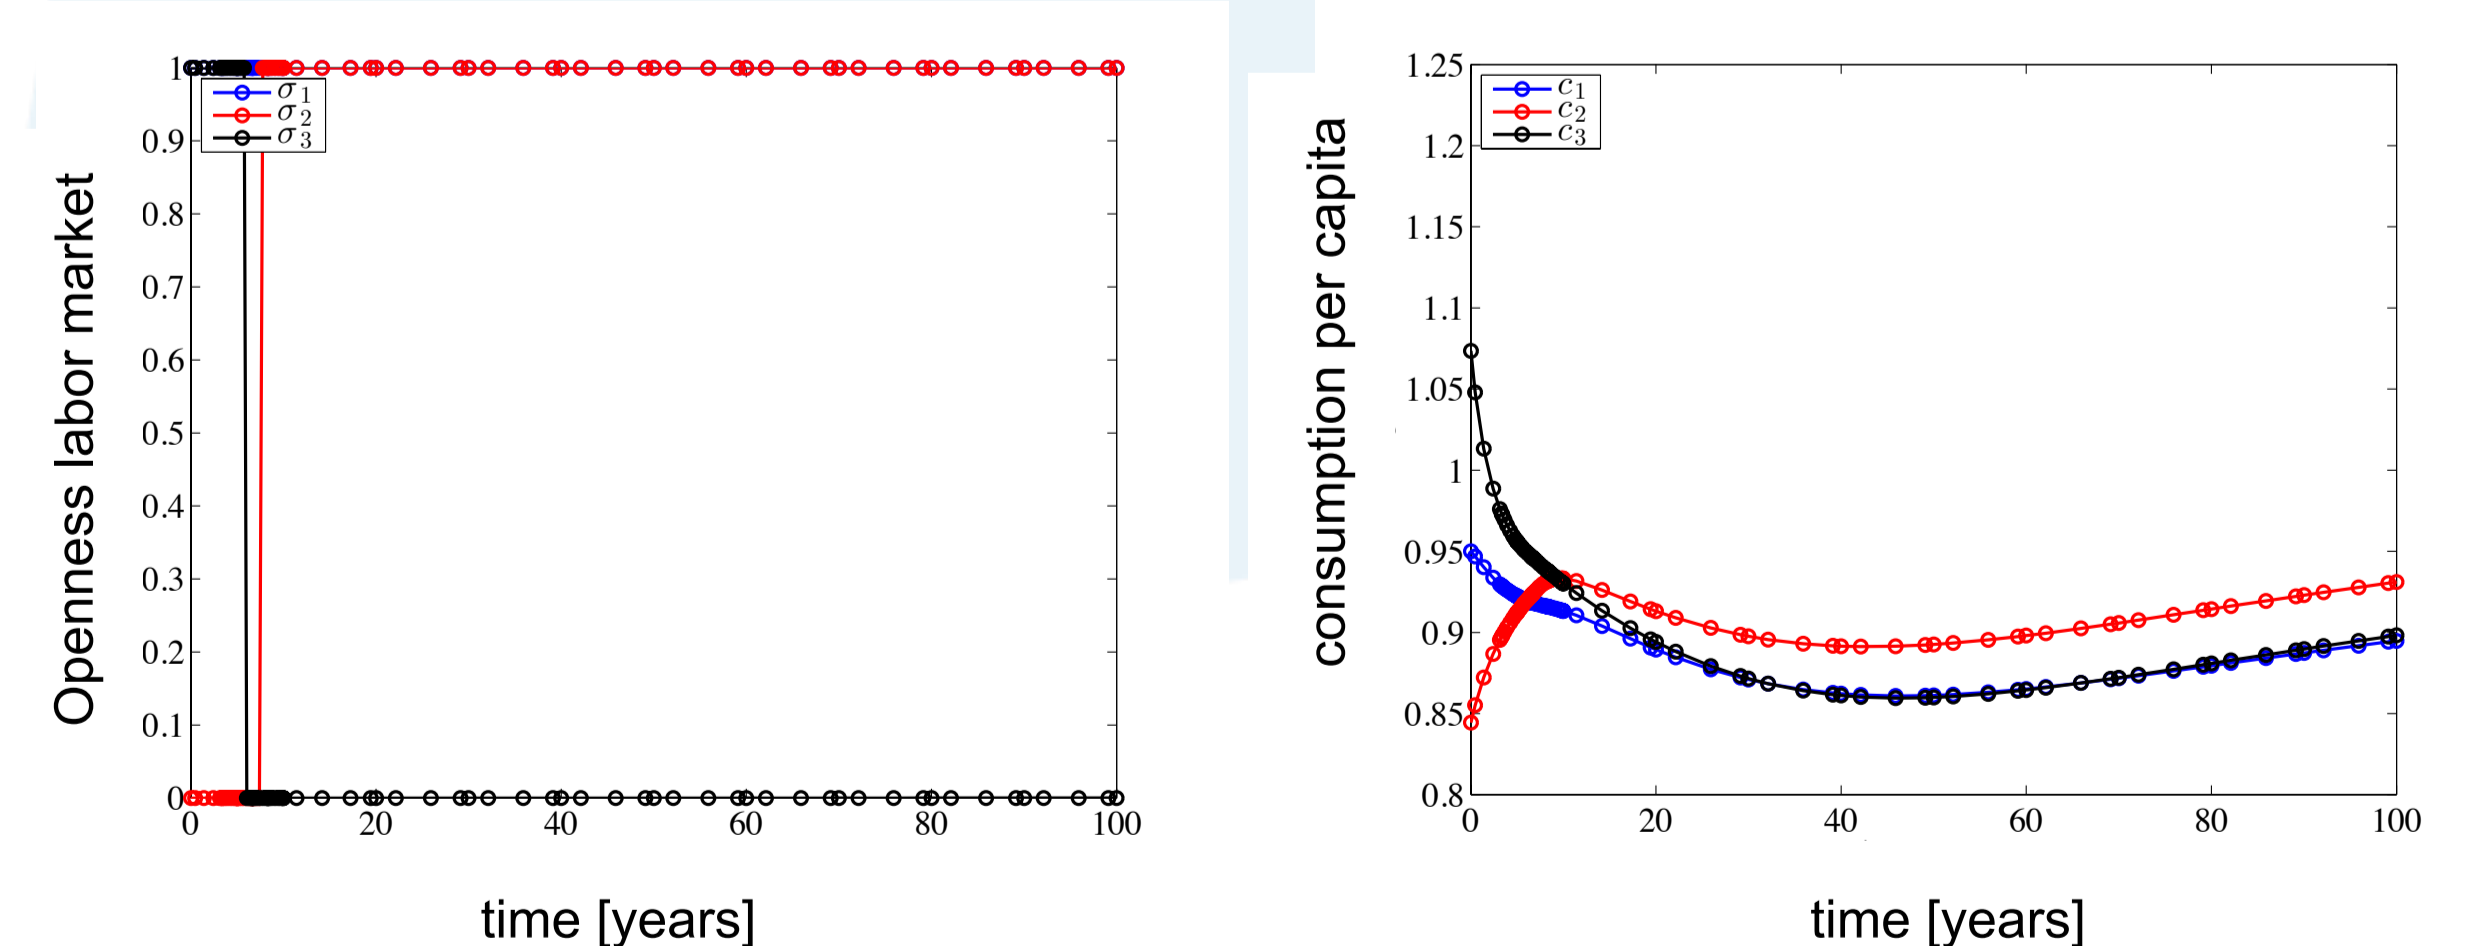 Openness labor market
1
0.9
0.8
0.7
0.6
0.5
0.4
0.3
0.2
0.1
0
σ1
σ2
σ3
0 20 40 60 80 100
time [years]
consumption per capita
1.25
1.2
1.15
1.1
1.05
1
0.95
0.9
0.85
0.8
c1
c2
c3
0 20 40 60 80 100
time [years]